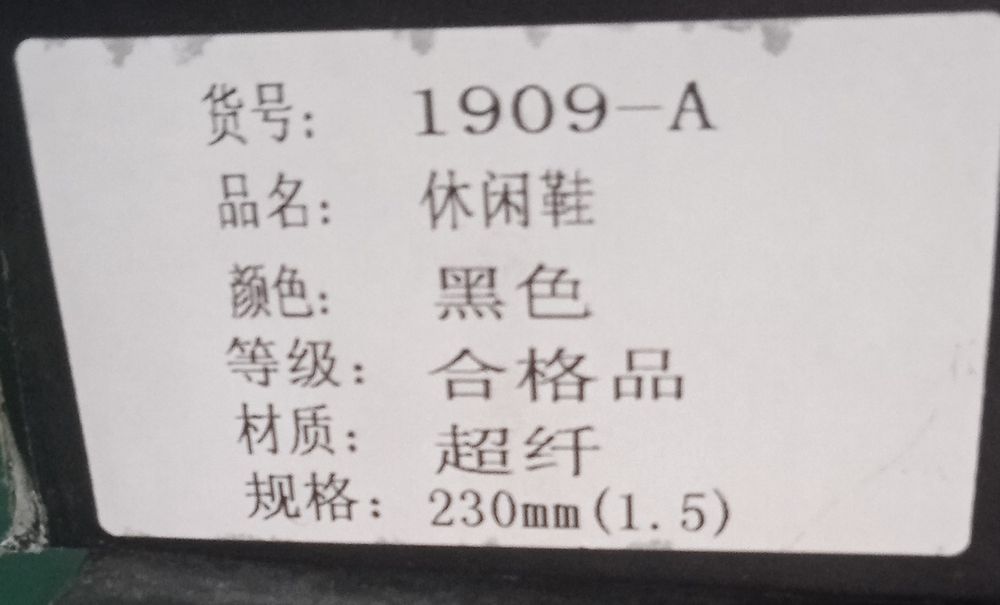 货号： 1909-A
品名： 休闲鞋
颜色： 黑色
等级： 合格品
材质： 超纤
规格： 230mm(1.5)